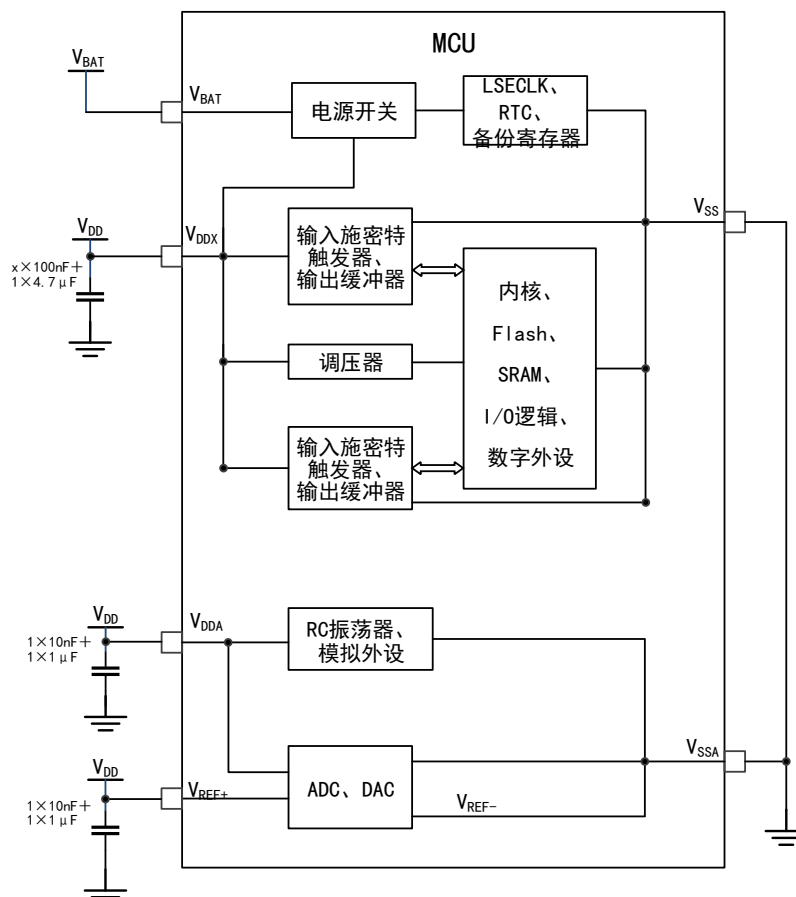 MCU
VBAT
VBAT
电源开关
LSECLK、
RTC、
备份寄存器
VDD
VDDX
x×100nF+
1×4.7μF
输入施密特
触发器、
输出缓冲器
VSS
内核、
Flash、
SRAM、
I/O逻辑、
数字外设
调压器
输入施密特
触发器、
输出缓冲器
VDD
VDDA
1×10nF+
1×1μF
RC振荡器、
模拟外设
VDD
VREF+
1×10nF+
1×1μF
ADC、DAC
VREF-
VSSA